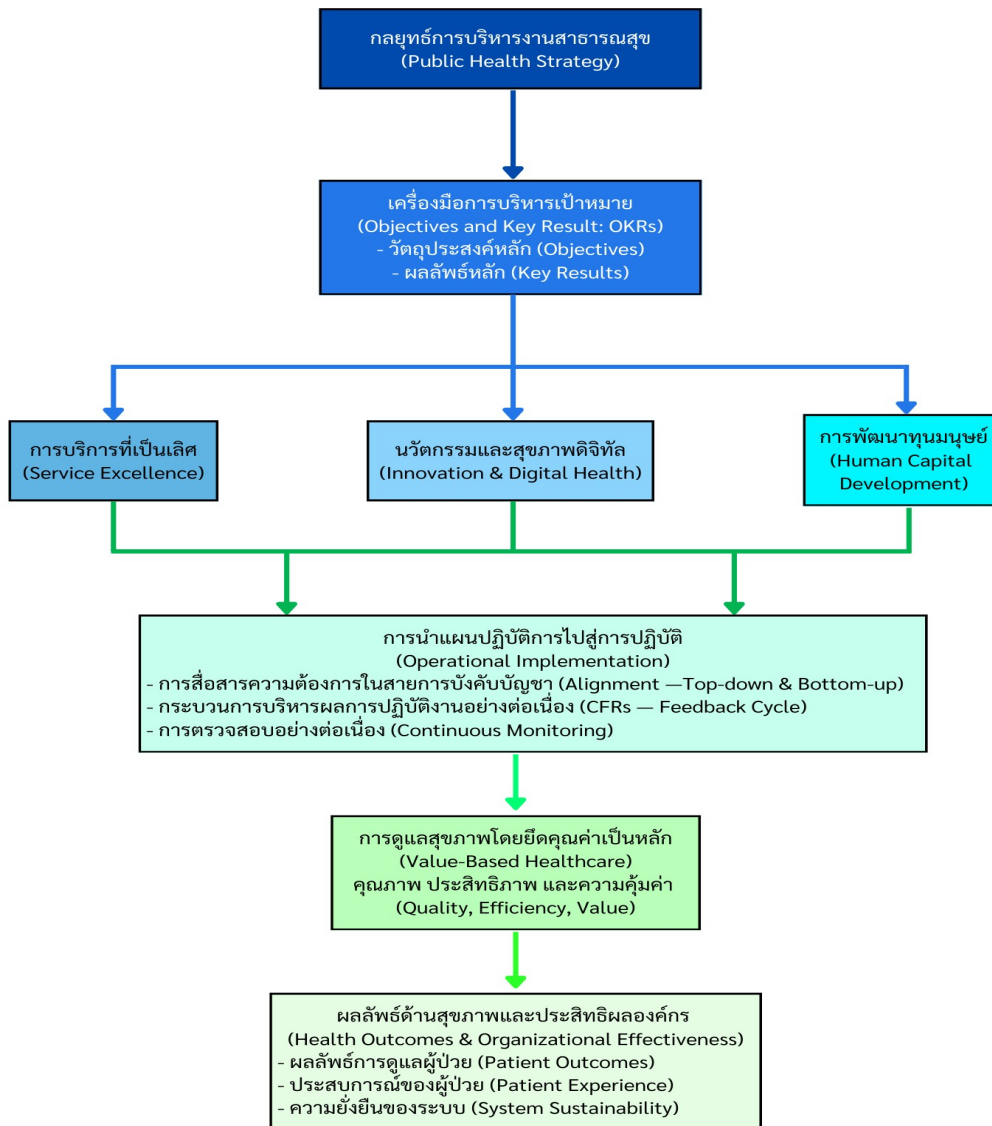 กลยุทธ์การบริหารงานสาธารณสุข
(Public Health Strategy)
เครื่องมือการบริหารเป้าหมาย
(Objectives and Key Result: OKRs)
- วัตถุประสงค์หลัก (Objectives)
- ผลลัพธ์หลัก (Key Results)
การบริการที่เป็นเลิศ
(Service Excellence)
นวัตกรรมและสุขภาพดิจิทัล
(Innovation & Digital Health)
การพัฒนาทุนมนุษย์
(Human Capital
Development)
การนำแผนปฏิบัติการไปสู่การปฏิบัติ
(Operational Implementation)
- การสื่อสารความต้องการในสายการบังคับบัญชา (Alignment —Top-down & Bottom-up)
- กระบวนการบริหารผลการปฏิบัติงานอย่างต่อเนื่อง (CFRs — Feedback Cycle)
- การตรวจสอบอย่างต่อเนื่อง (Continuous Monitoring)
การดูแลสุขภาพโดยยึดคุณค่าเป็นหลัก
(Value-Based Healthcare)
คุณภาพ ประสิทธิภาพ และความคุ้มค่า
(Quality, Efficiency, Value)
ผลลัพธ์ด้านสุขภาพและประสิทธิผลองค์กร
(Health Outcomes & Organizational Effectiveness)
- ผลลัพธ์การดูแลผู้ป่วย (Patient Outcomes)
- ประสบการณ์ของผู้ป่วย (Patient Experience)
- ความยั่งยืนของระบบ (System Sustainability)